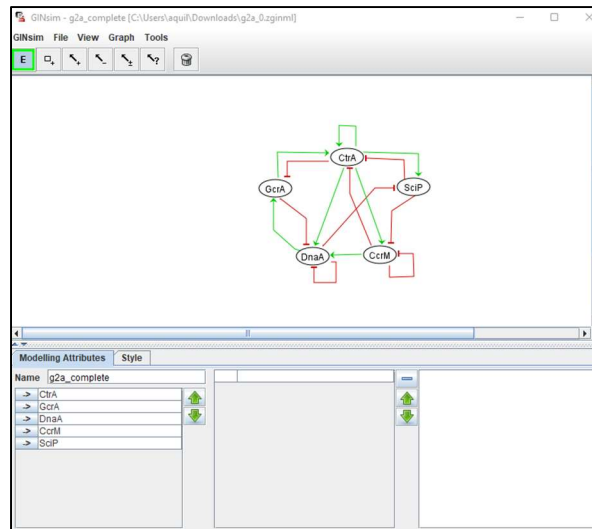 GINsim - g2a_complete [C:\Users\aquil\Downloads\g2a_0.zginml]
GINsim File View Graph Tools
E
CtrA
GcrA
SciP
DnaA
CcrM
Modelling Attributes Style
Name g2a_complete
-> CtrA
-> GcrA
-> DnaA
-> CcrM
-> SciP